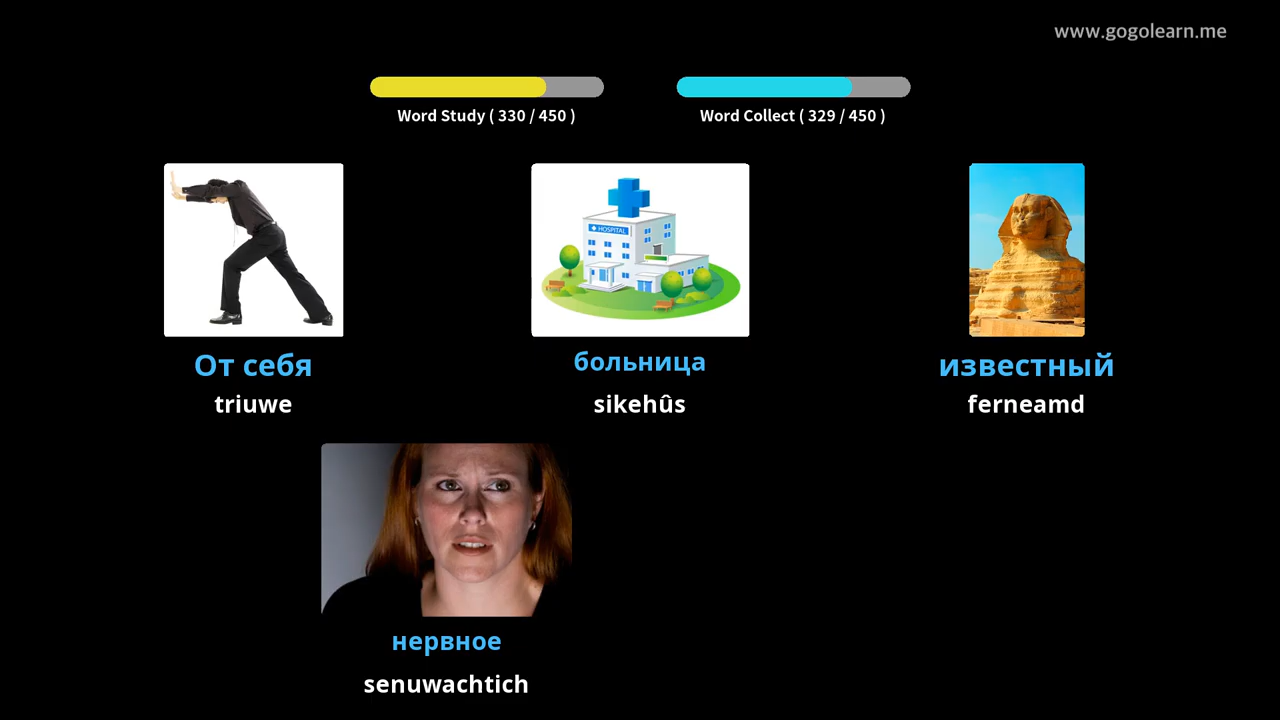 www.gogolearn.me
Word Study ( 330 / 450 )
Word Collect ( 329 / 450 )
HOSPITAL
От себя
triuwe
больница
sikehûs
известный
ferneamd
нервное
senuwachtich